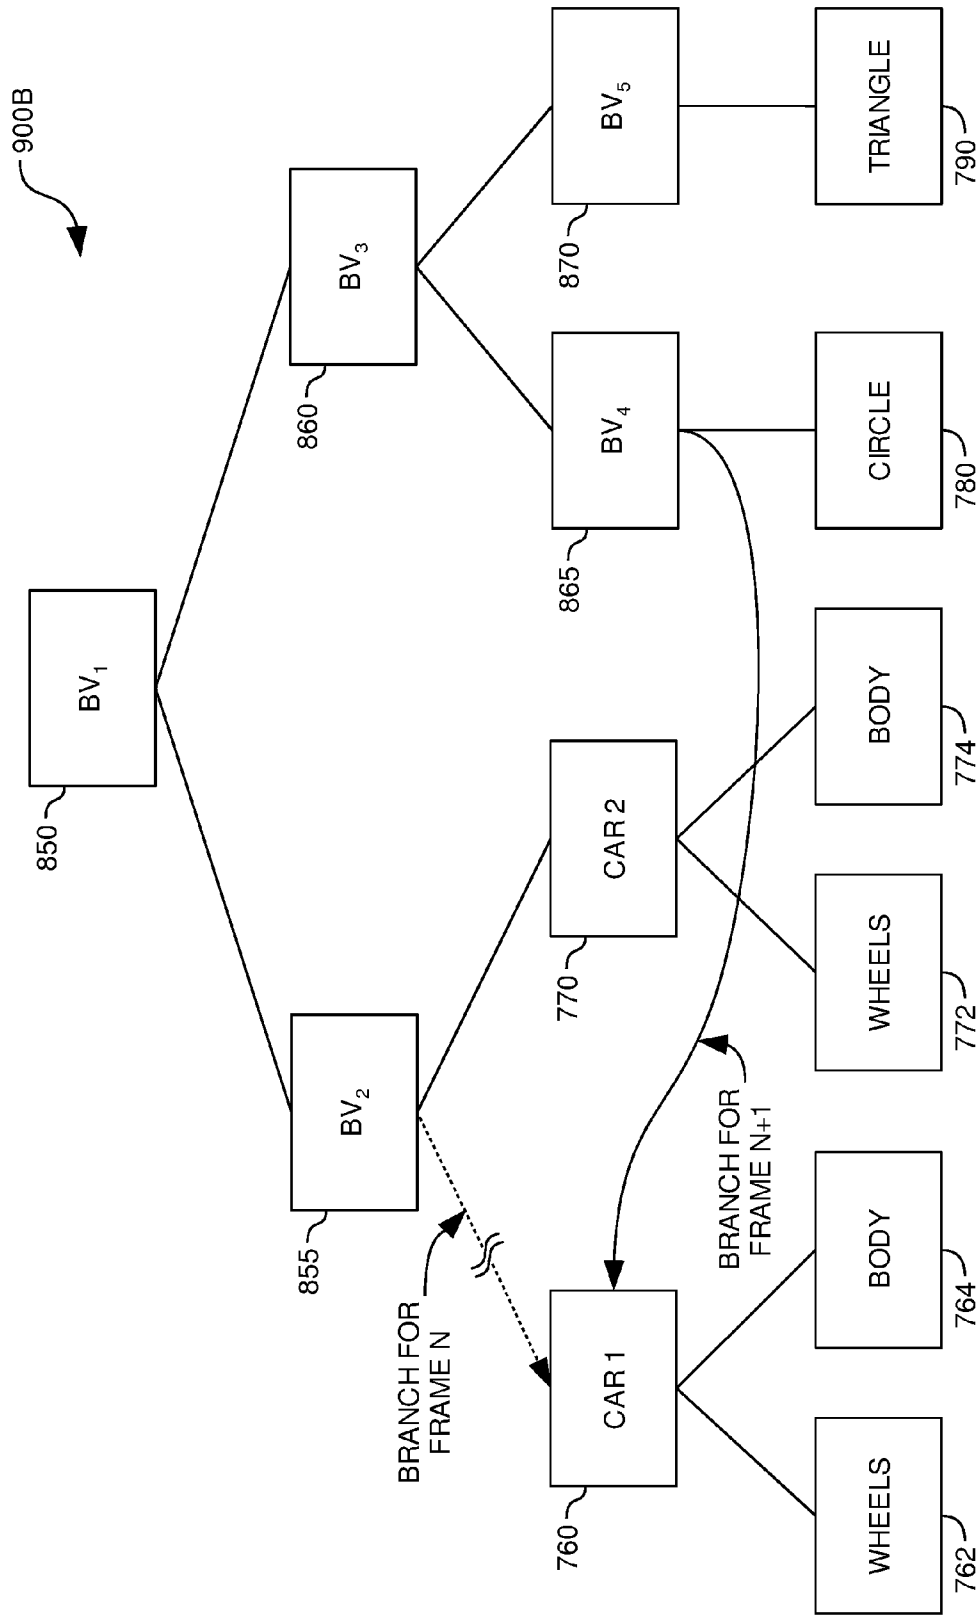 900B
BV1
850
BV2
855
BV3
860
BRANCH FOR
FRAME N
CAR 1
760
CAR 2
770
BV4
865
BV5
870
BRANCH FOR
FRAME N+1
WHEELS
762
BODY
764
WHEELS
772
BODY
774
CIRCLE
780
TRIANGLE
790